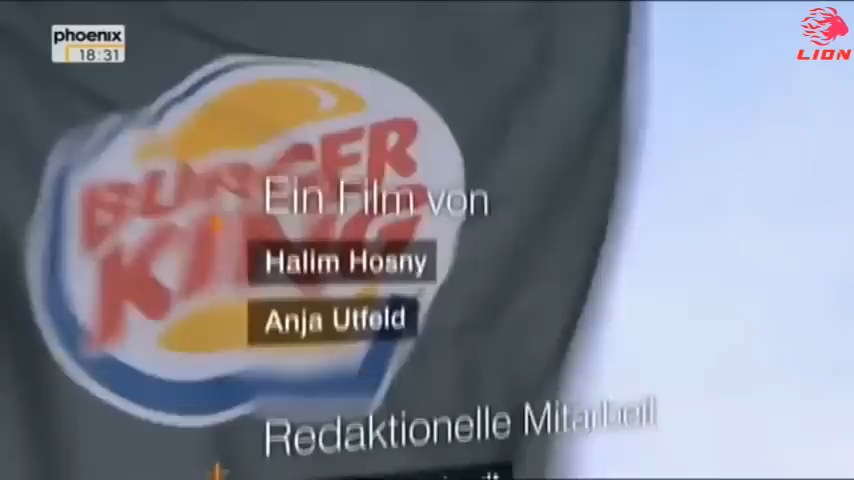 phoenix
18:31
LION
BURGER
KING
Ein Film von
Halim Hosny
Anja Utfeld
Redaktionelle Mitarbeit